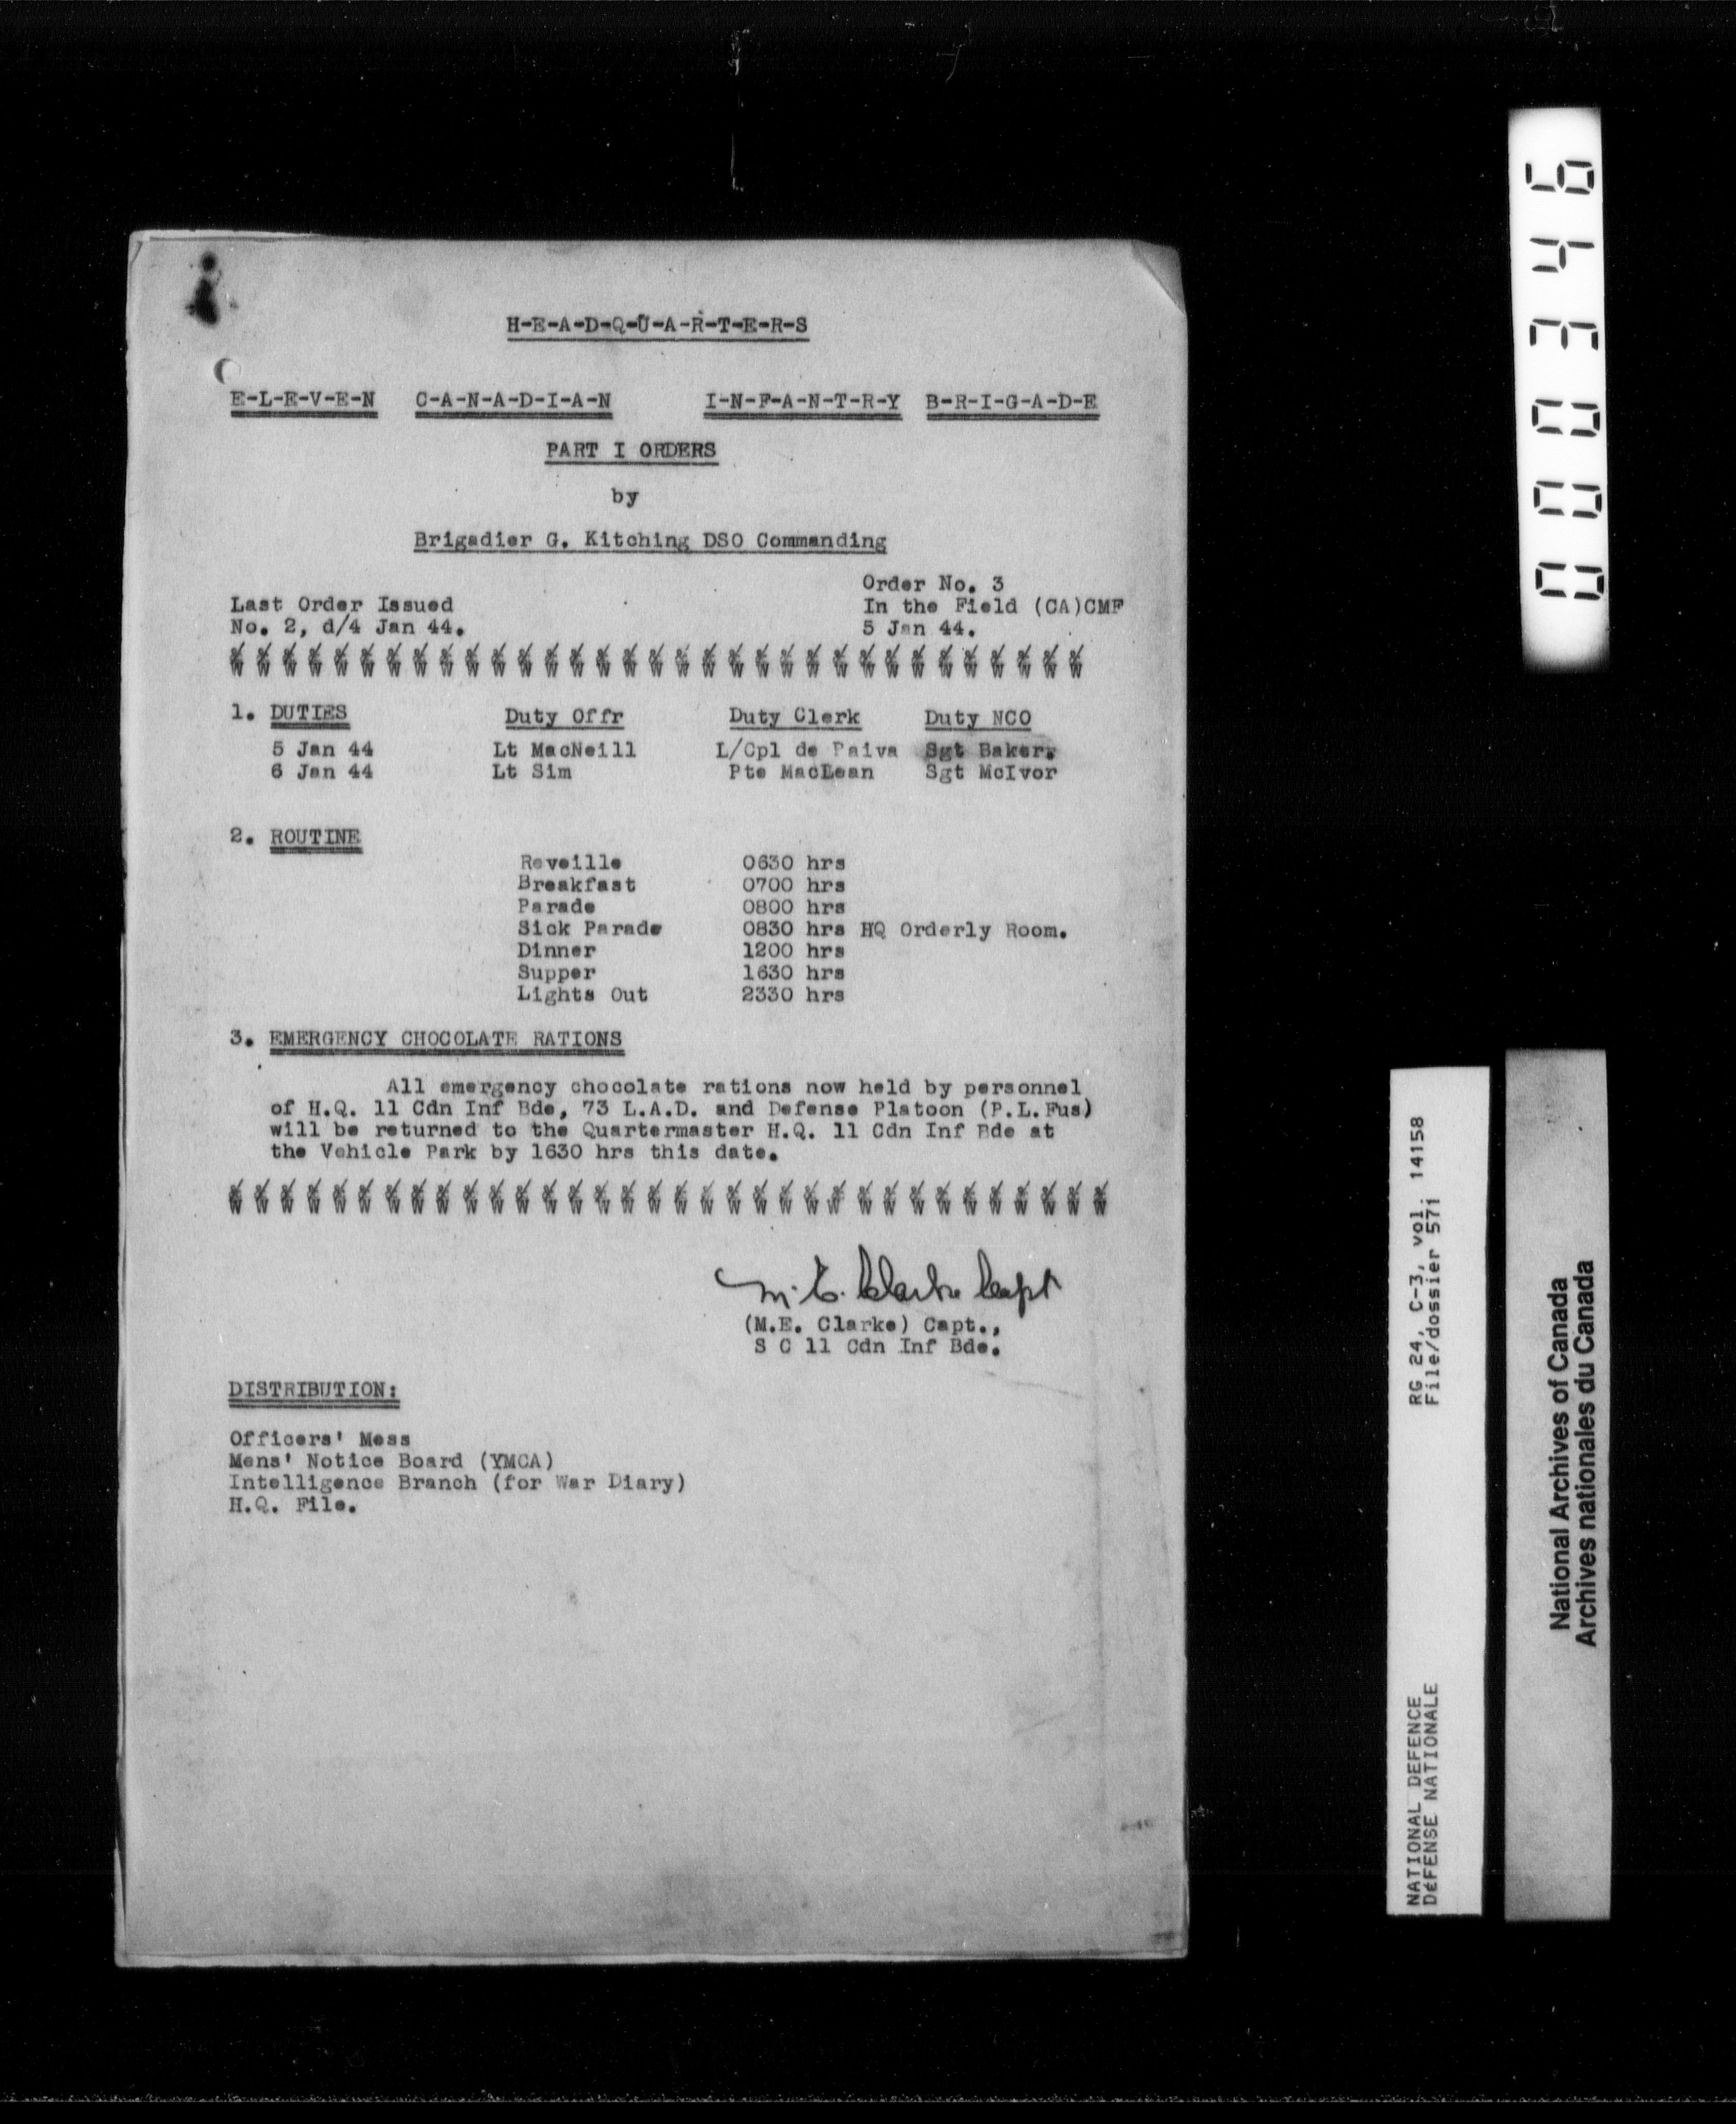 H-E-A-D-Q-U-A-R-T-E-R-S
E-L-E-V-E-N C-A-N-A-D-I-A-N I-N-F-A-N-T-R-Y B-R-I-G-A-D-E
PART I ORDERS
by
Brigadier G. Kitching DSO Commanding
Order No. 3
Last Order Issued In the Field (CA)CMF
No. 2, d/4 Jan 44. 5 Jan 44.
1. DUTIES Duty Offr Duty Clerk Duty NCO
5 Jan 44 Lt MacNeill L/Cpl de Paiva Sgt Baker.
6 Jan 44 Lt Sim Pte MacLean Sgt McIvor
2. ROUTINE
Reveille 0630 hrs
Breakfast 0700 hrs
Parade 0800 hrs
Sick Parade 0830 hrs HQ Orderly Room.
Dinner 1200 hrs
Supper 1630 hrs
Lights Out 2330 hrs
3. EMERGENCY CHOCOLATE RATIONS
All emergency chocolate rations now held by personnel
of H.Q. 11 Cdn Inf Bde, 73 L.A.D. and Defense Platoon (P.L.Fus)
will be returned to the Quartermaster H.Q. 11 Cdn Inf Bde at
the Vehicle Park by 1630 hrs this date.
M.E. Clarke Capt
(M.E. Clarke) Capt.,
S C 11 Cdn Inf Bde.
DISTRIBUTION:
Officers' Mess
Mens' Notice Board (YMCA)
Intelligence Branch (for War Diary)
H.Q. File.
000346
NATIONAL DEFENCE RG 24, C-3, vol. 14158
DéFENSE NATIONALE File/dossier 571
National Archives of Canada
Archives nationales du Canada